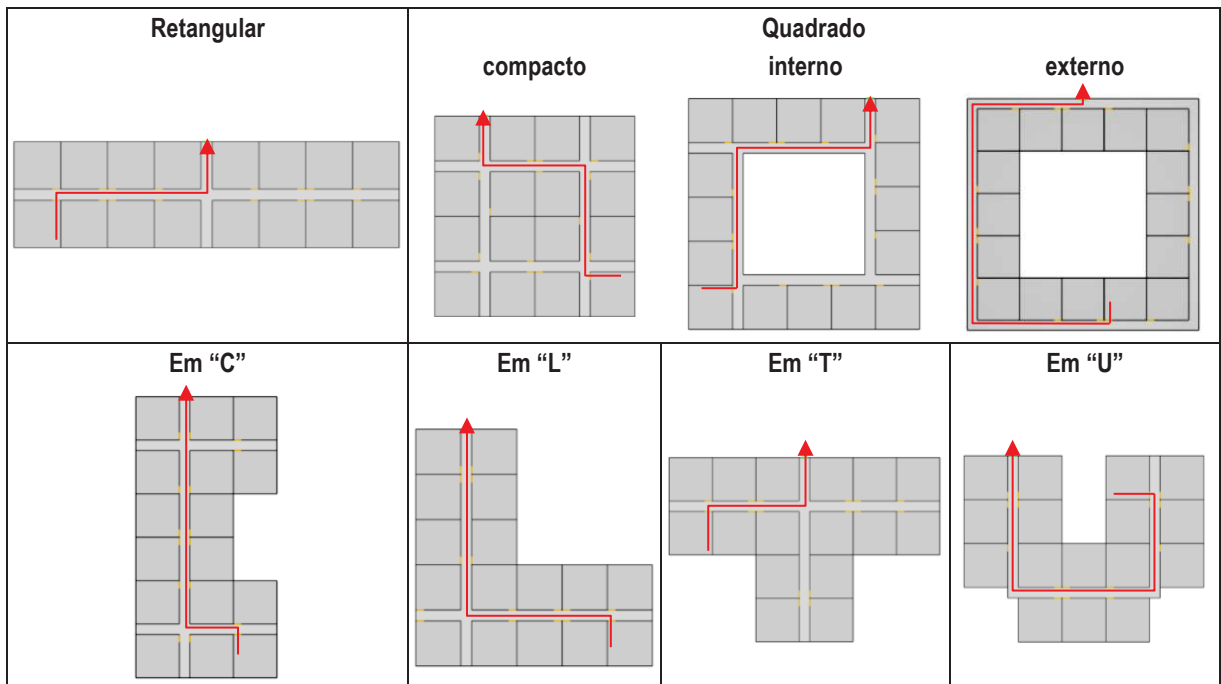 Retangular
Quadrado
compacto
interno
externo
Em “C”
Em “L”
Em “T”
Em “U”